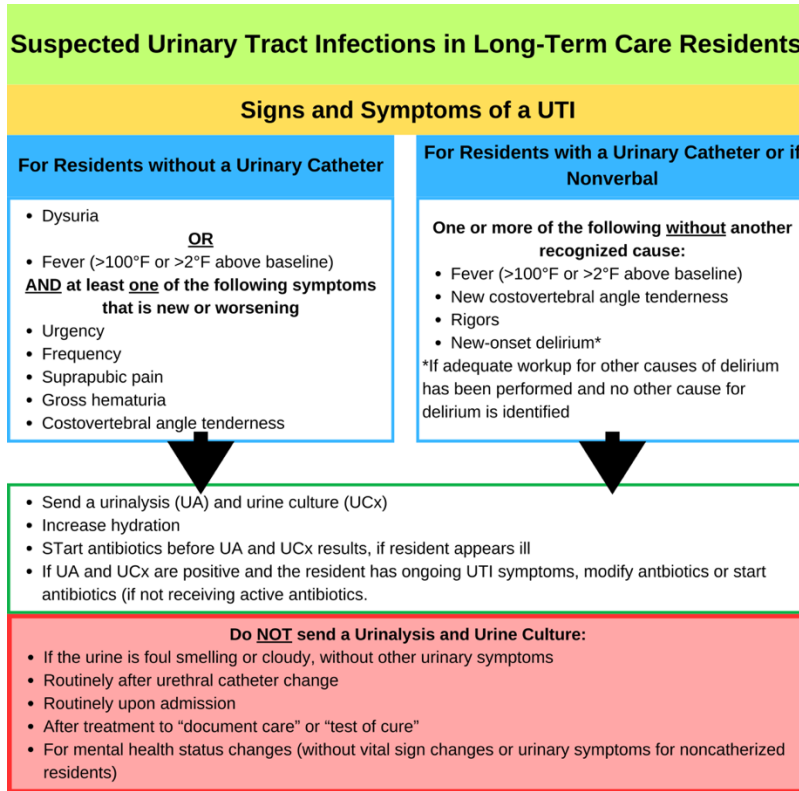 Suspected Urinary Tract Infections in Long-Term Care Residents
Signs and Symptoms of a UTI
For Residents without a Urinary Catheter
• Dysuria
OR
• Fever (>100°F or >2°F above baseline)
AND at least one of the following symptoms
that is new or worsening
• Urgency
• Frequency
• Suprapubic pain
• Gross hematuria
• Costovertebral angle tenderness
For Residents with a Urinary Catheter or if
Nonverbal
One or more of the following without another
recognized cause:
• Fever (>100°F or >2°F above baseline)
• New costovertebral angle tenderness
• Rigors
• New-onset delirium*
*If adequate workup for other causes of delirium
has been performed and no other cause for
delirium is identified
• Send a urinalysis (UA) and urine culture (UCx)
• Increase hydration
• STart antibiotics before UA and UCx results, if resident appears ill
• If UA and UCx are positive and the resident has ongoing UTI symptoms, modify antbiotics or start
antibiotics (if not receiving active antibiotics.
Do NOT send a Urinalysis and Urine Culture:
• If the urine is foul smelling or cloudy, without other urinary symptoms
• Routinely after urethral catheter change
• Routinely upon admission
• After treatment to “document care” or “test of cure”
• For mental health status changes (without vital sign changes or urinary symptoms for noncatherized
residents)